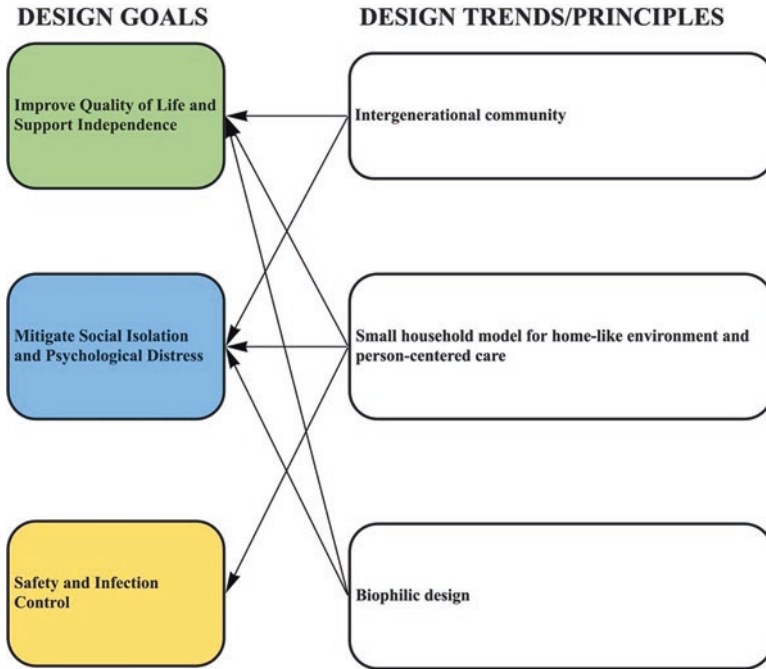 DESIGN GOALS
DESIGN TRENDS/PRINCIPLES
Improve Quality of Life and
Support Independence
Intergenerational community
Mitigate Social Isolation
and Psychological Distress
Small household model for home-like environment and
person-centered care
Safety and Infection
Control
Biophilic design